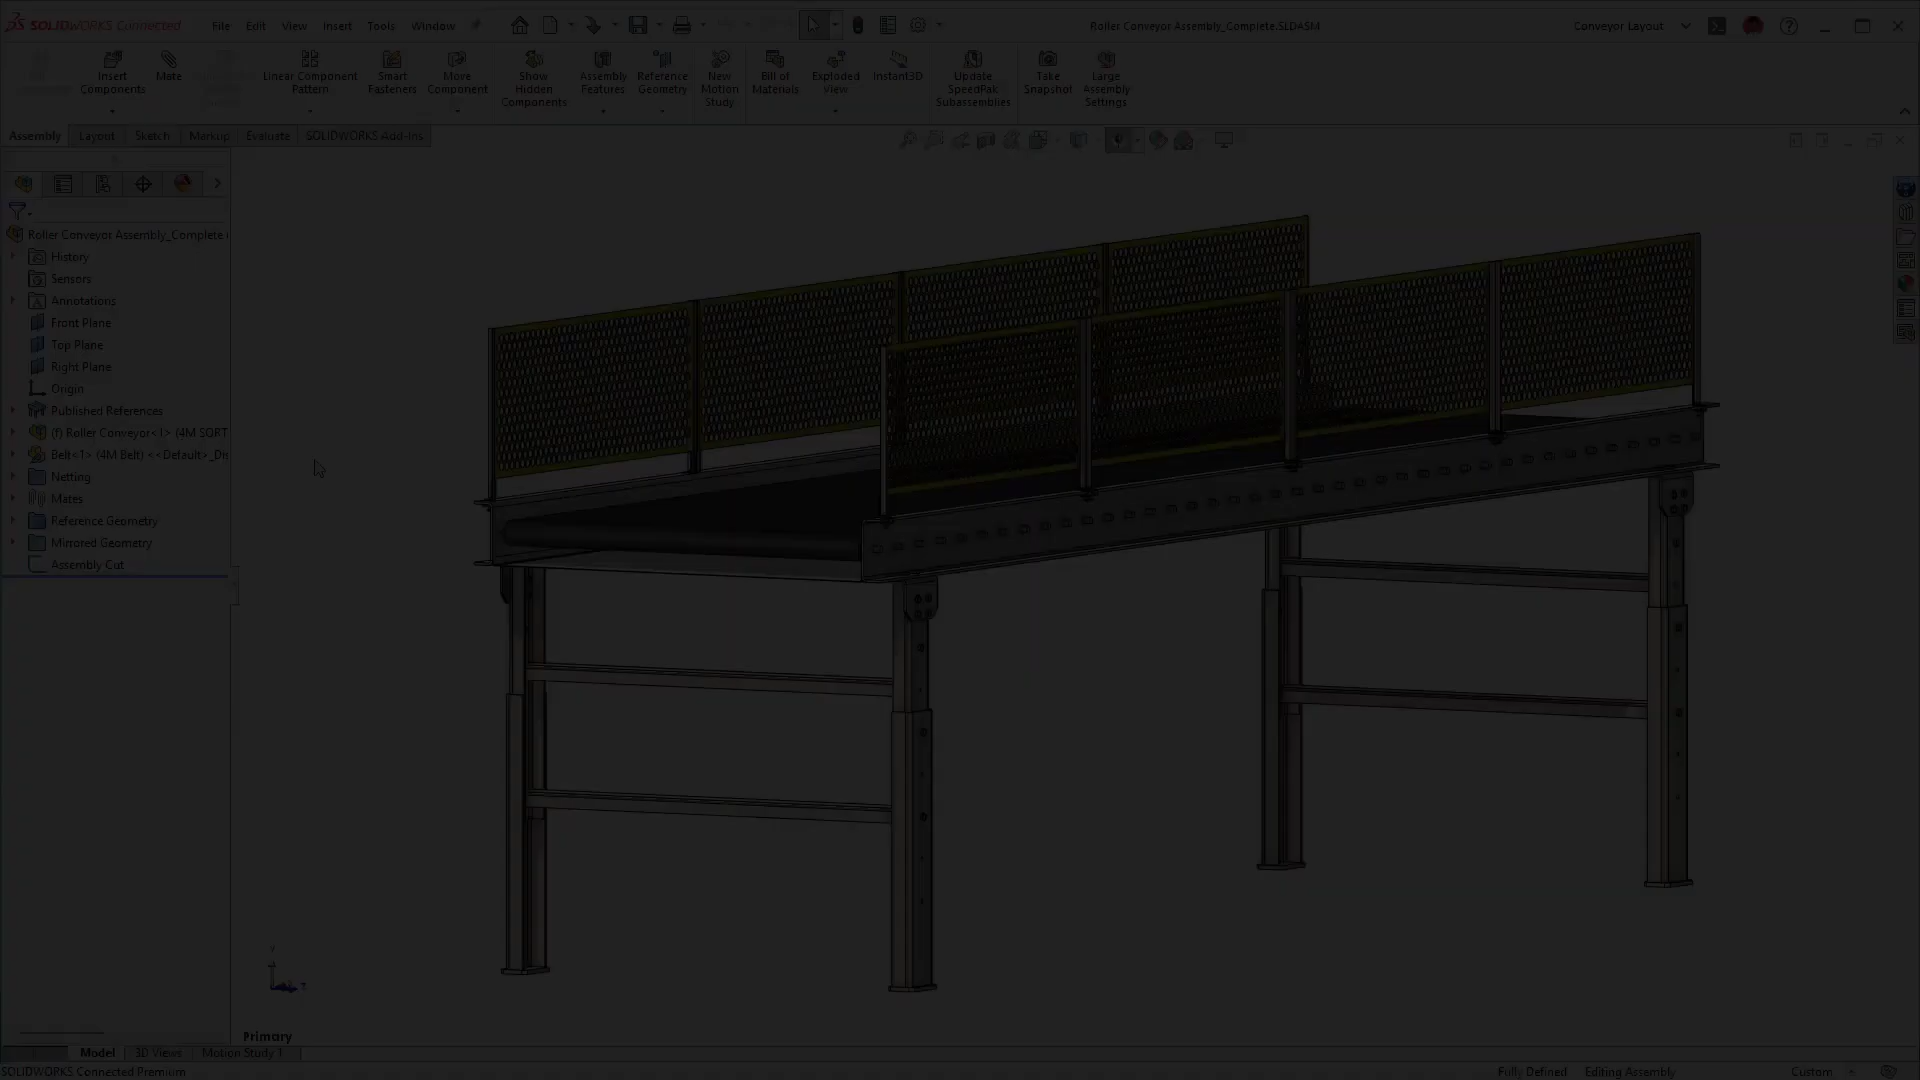 SOLIDWORKS Connected
File Edit View Insert Tools Window
Roller Conveyor Assembly_Complete.SLDASM
Conveyor Layout
Insert Components
Mate
Linear Component Pattern
Smart Fasteners
Move Component
Show Hidden Components
Assembly Features
Reference Geometry
New Motion Study
Bill of Materials
Exploded View
Instant3D
Update SpeedPak Subassemblies
Take Snapshot
Large Assembly Settings
Assembly Layout Sketch Markup Evaluate SOLIDWORKS Add-Ins
Roller Conveyor Assembly_Complete
History
Sensors
Annotations
Front Plane
Top Plane
Right Plane
Origin
Published References
(f) Roller Conveyor<1> (4M SORT
Belt<1> (4M Belt) <<Default>_Di
Netting
Mates
Reference Geometry
Mirrored Geometry
Assembly Cut
Primary
Model 3D Views Motion Study 1
SOLIDWORKS Connected Premium
Fully Defined Editing Assembly Custom